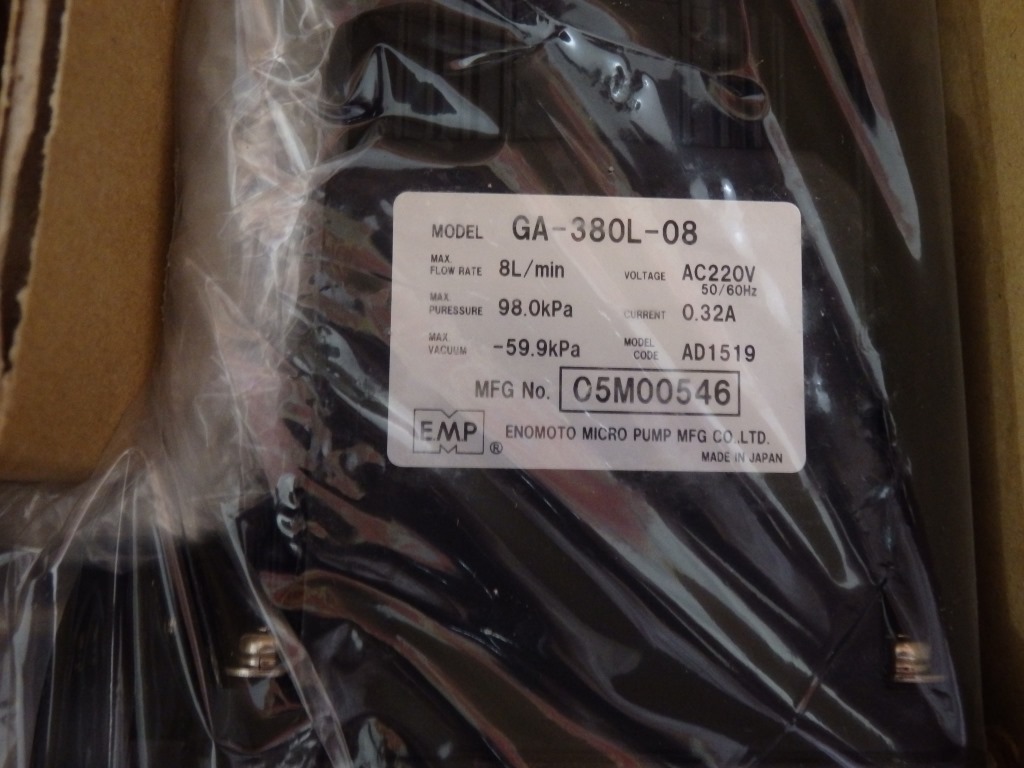 MODEL GA-380L-08
MAX. FLOW RATE 8L/min
VOLTAGE AC220V 50/60Hz
MAX. PURESSURE 98.0kPa
CURRENT 0.32A
MAX. VACUUM -59.9kPa
MODEL CODE AD1519
MFG No. 05M00546
EMP ® ENOMOTO MICRO PUMP MFG CO.,LTD.
MADE IN JAPAN